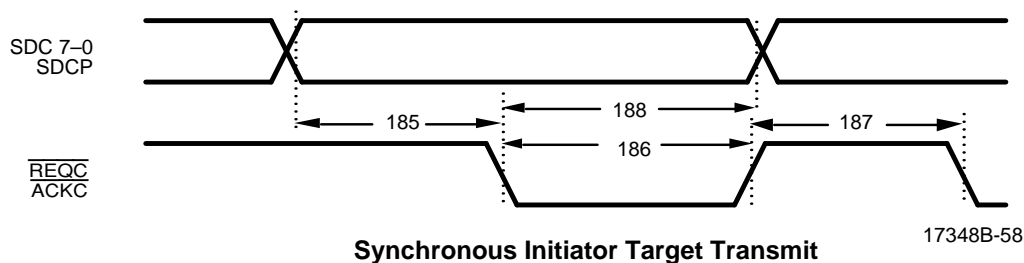 SDC 7–0
SDCP
185
188
187
186
REQC
ACKC
17348B-58
Synchronous Initiator Target Transmit